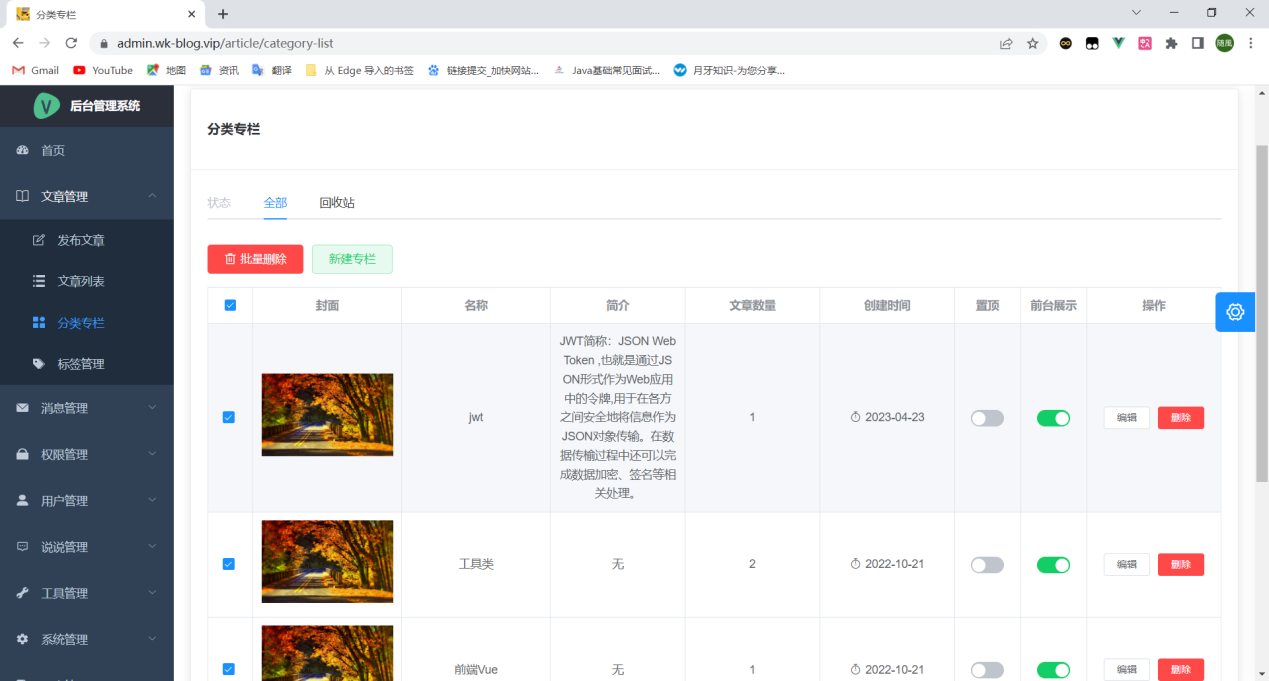 分类专栏
admin.wk-blog.vip/article/category-list
随風
Gmail
YouTube
地图
资讯
翻译
从 Edge 导入的书签
链接提交_加快网站...
Java基础常见面试...
月牙知识-为您分享...
V 后台管理系统
首页
文章管理
发布文章
文章列表
分类专栏
标签管理
消息管理
权限管理
用户管理
说说管理
工具管理
系统管理
分类专栏
状态 全部 回收站
批量删除 新建专栏
封面 名称 简介 文章数量 创建时间 置顶 前台展示 操作
jwt
JWT简称：JSON Web
Token ,也就是通过JS
ON形式作为Web应用
中的令牌,用于在各方
之间安全地将信息作为
JSON对象传输。在数
据传输过程中还可以完
成数据加密、签名等相
关处理。
1 2023-04-23 编辑 删除
工具类 无 2 2022-10-21 编辑 删除
前端Vue 无 1 2022-10-21 编辑 删除